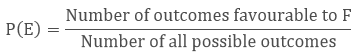 P(E) = Number of outcomes favourable to F / Number of all possible outcomes